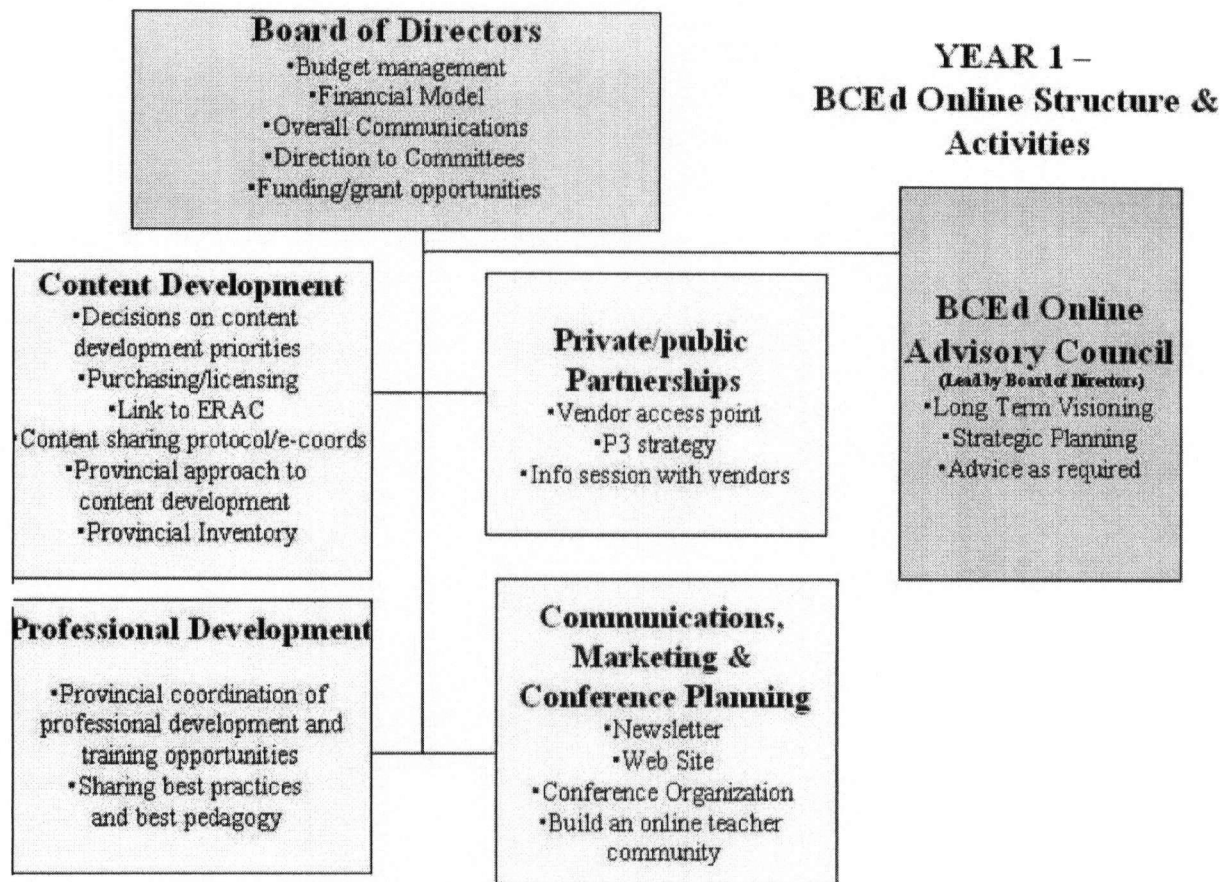 Board of Directors
▪Budget management
▪Financial Model
▪Overall Communications
▪Direction to Committees
▪Funding/grant opportunities
YEAR 1 –
BCEd Online Structure &
Activities
Content Development
▪Decisions on content
development priorities
▪Purchasing/licensing
▪Link to ERAC
▪Content sharing protocol/e-coords
▪Provincial approach to
content development
▪Provincial Inventory
Private/public
Partnerships
▪Vendor access point
▪P3 strategy
▪Info session with vendors
BCEd Online
Advisory Council
(Lead by Board of Directors)
▪Long Term Visioning
▪Strategic Planning
▪Advice as required
Professional Development
▪Provincial coordination of
professional development and
training opportunities
▪Sharing best practices
and best pedagogy
Communications,
Marketing &
Conference Planning
▪Newsletter
▪Web Site
▪Conference Organization
▪Build an online teacher
community